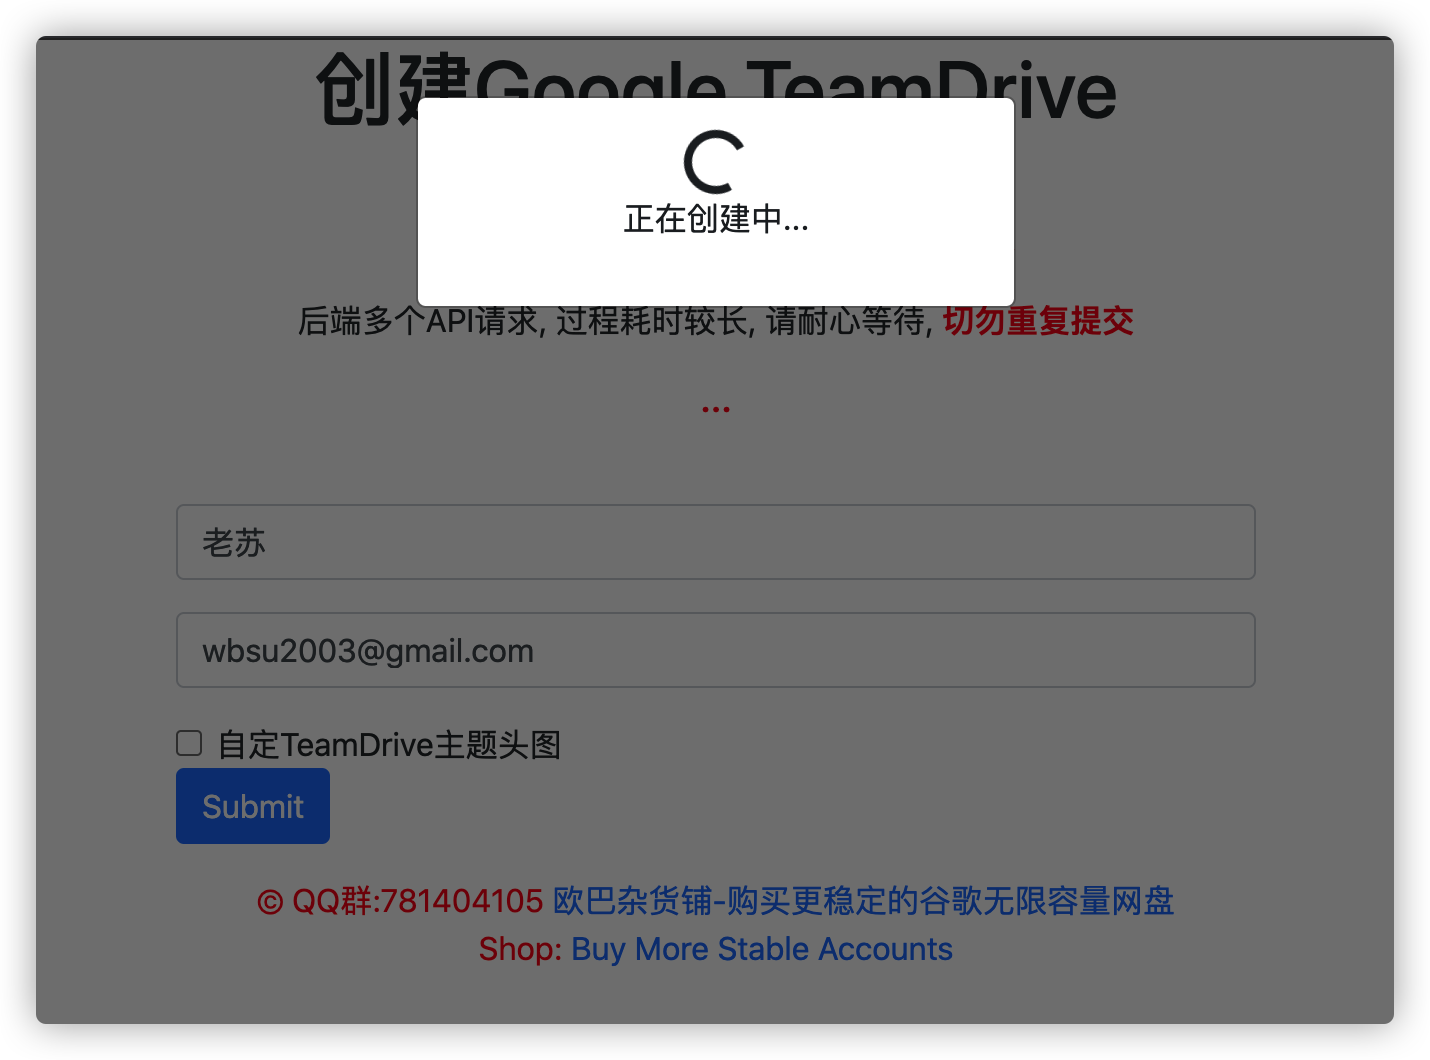 创建Google TeamDrive
正在创建中...
后端多个API请求, 过程耗时较长, 请耐心等待, 切勿重复提交
...
老苏
wbsu2003@gmail.com
自定TeamDrive主题头图
Submit
© QQ群:781404105 欧巴杂货铺-购买更稳定的谷歌无限容量网盘
Shop: Buy More Stable Accounts